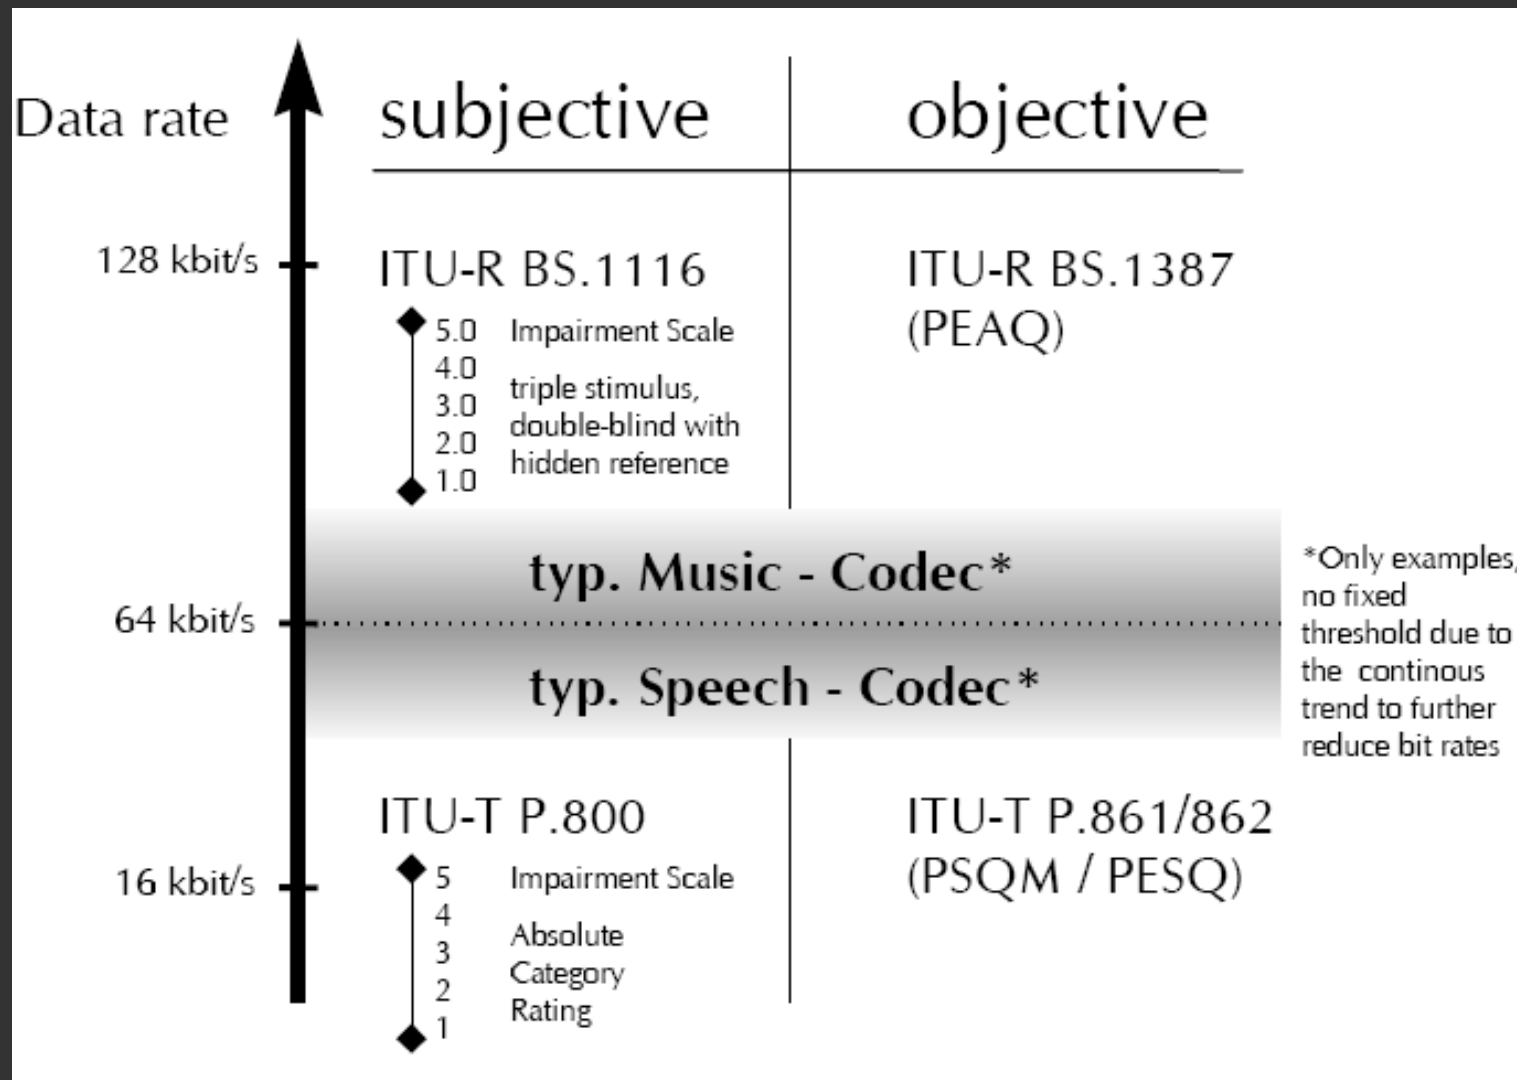 Data rate
subjective
objective
128 kbit/s
ITU-R BS.1116
5.0
4.0
3.0
2.0
1.0
Impairment Scale
triple stimulus,
double-blind with
hidden reference
ITU-R BS.1387
(PEAQ)
typ. Music - Codec*
64 kbit/s
typ. Speech - Codec*
*Only examples,
no fixed
threshold due to
the continous
trend to further
reduce bit rates
ITU-T P.800
16 kbit/s
5
4
3
2
1
Impairment Scale
Absolute
Category
Rating
ITU-T P.861/862
(PSQM / PESQ)